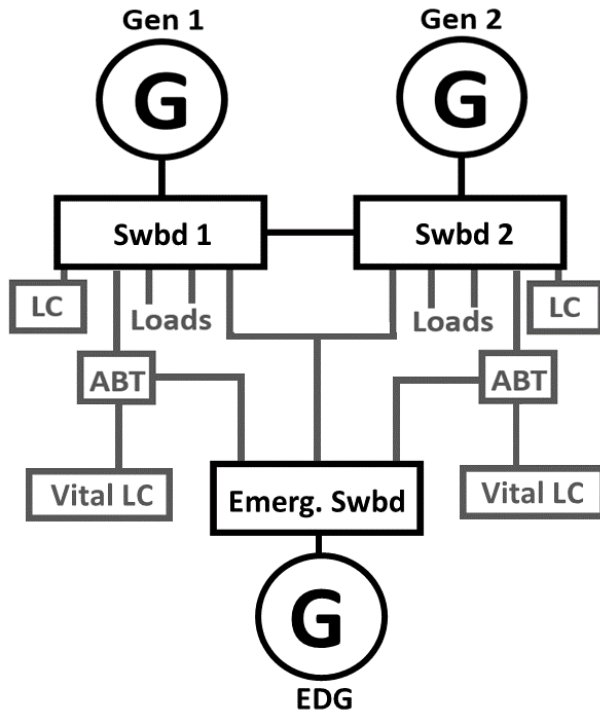 Gen 1
Gen 2
G
G
Swbd 1
Swbd 2
LC
Loads
Loads
LC
ABT
ABT
Vital LC
Emerg. Swbd
Vital LC
G
EDG